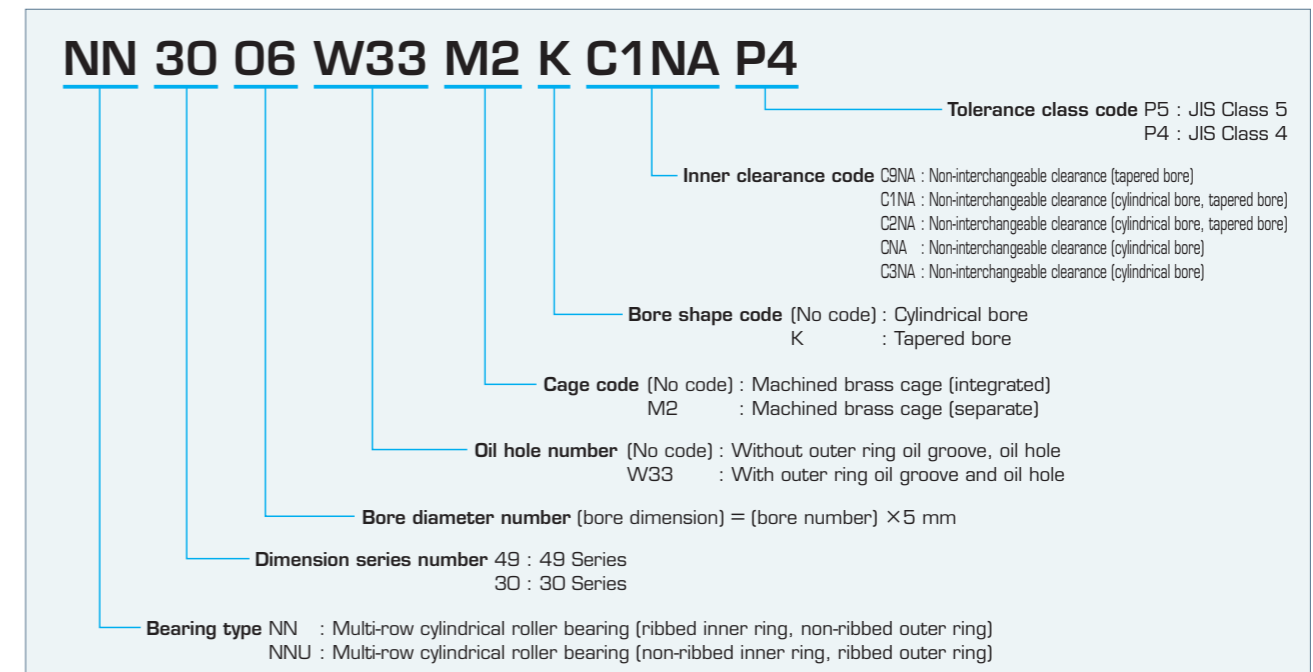 NN 30 06 W33 M2 K C1NA P4
Tolerance class code P5 : JIS Class 5
P4 : JIS Class 4
Inner clearance code C9NA : Non-interchangeable clearance (tapered bore)
C1NA : Non-interchangeable clearance (cylindrical bore, tapered bore)
C2NA : Non-interchangeable clearance (cylindrical bore, tapered bore)
CNA : Non-interchangeable clearance (cylindrical bore)
C3NA : Non-interchangeable clearance (cylindrical bore)
Bore shape code (No code) : Cylindrical bore
K : Tapered bore
Cage code (No code) : Machined brass cage (integrated)
M2 : Machined brass cage (separate)
Oil hole number (No code) : Without outer ring oil groove, oil hole
W33 : With outer ring oil groove and oil hole
Bore diameter number (bore dimension) = (bore number) ×5 mm
Dimension series number 49 : 49 Series
30 : 30 Series
Bearing type NN : Multi-row cylindrical roller bearing (ribbed inner ring, non-ribbed outer ring)
NNU : Multi-row cylindrical roller bearing (non-ribbed inner ring, ribbed outer ring)